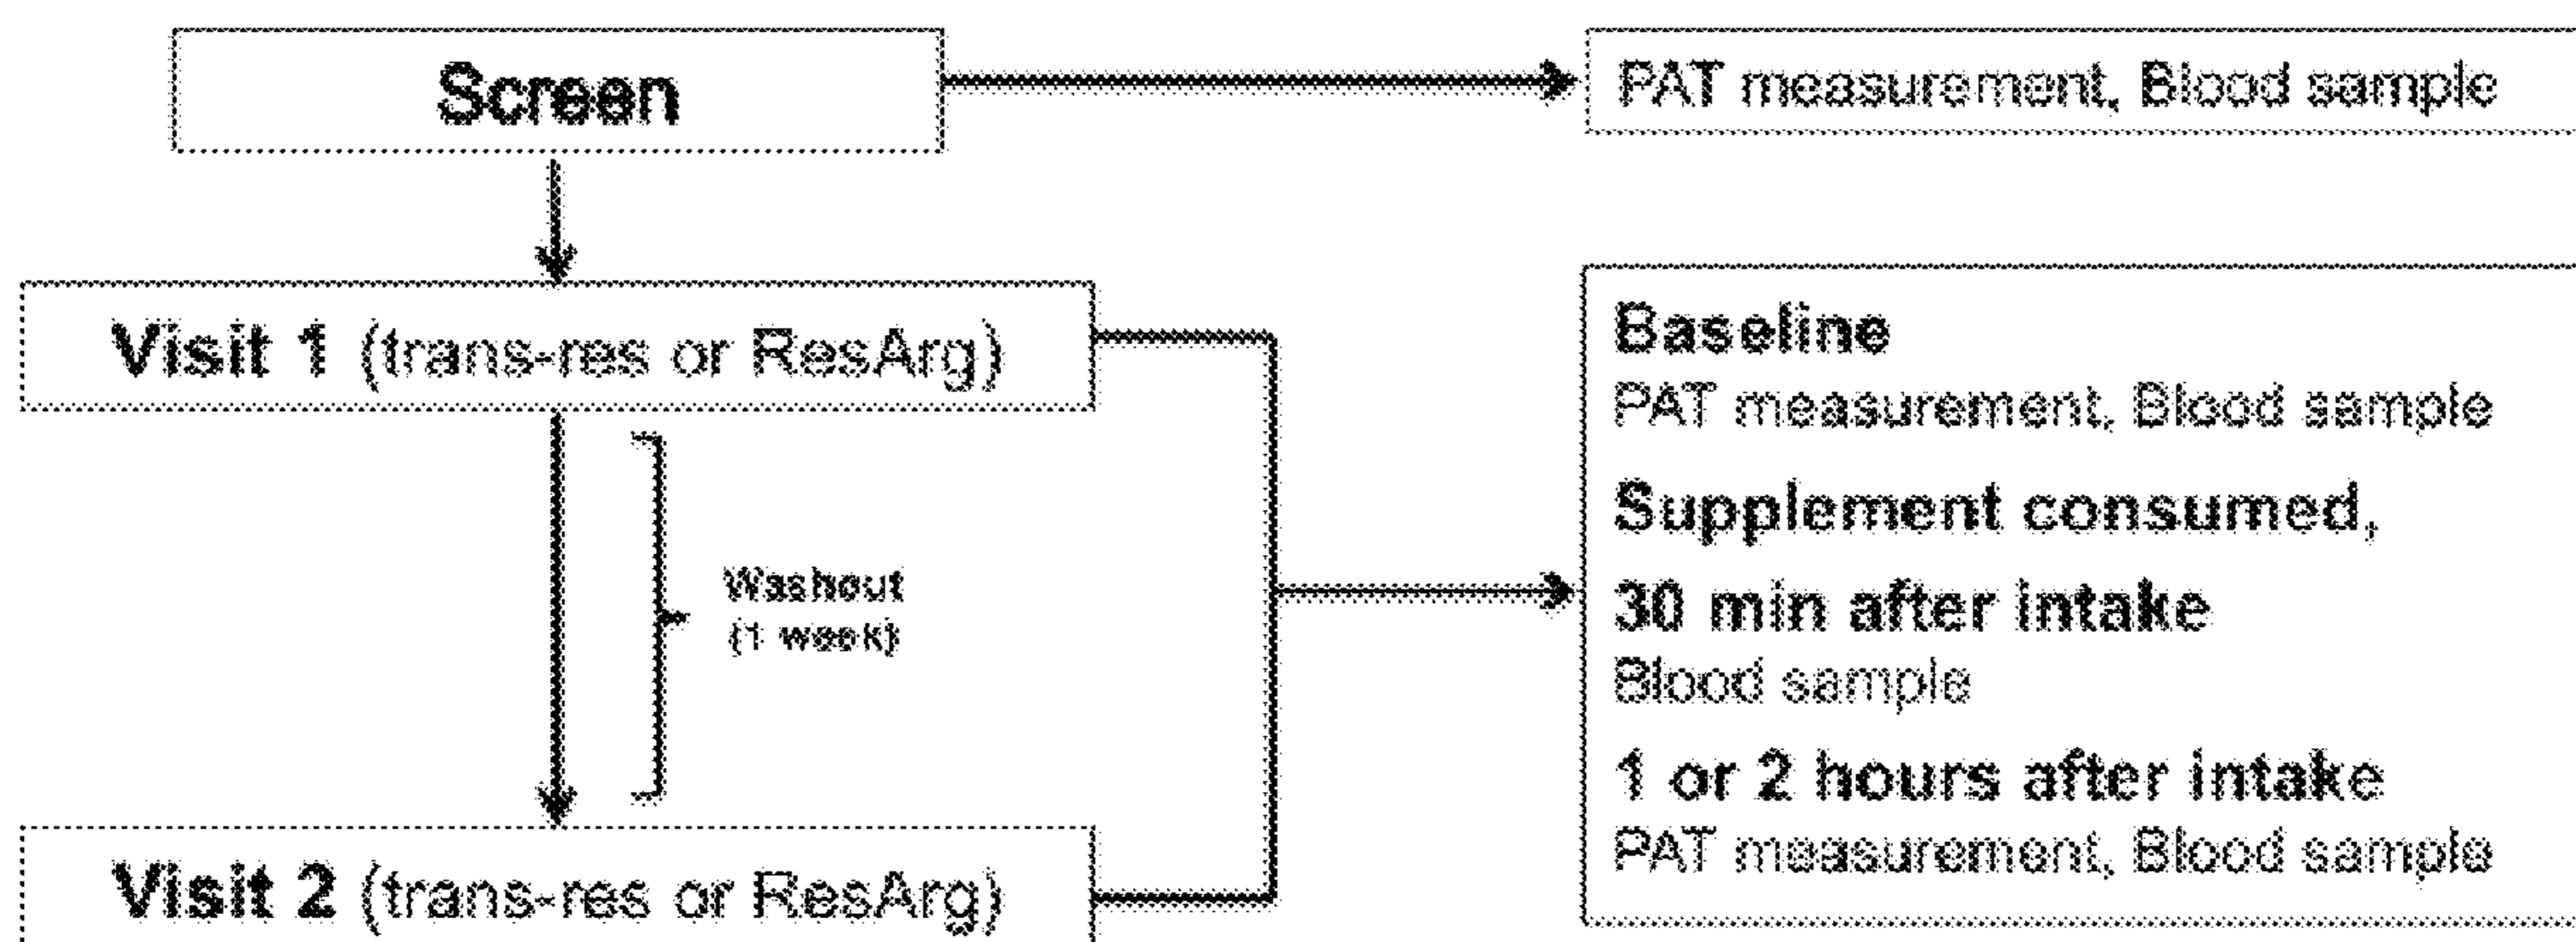 Screen
PAT measurement, Blood sample
Visit 1 (trans-res or ResArg)
Washout
(1 week)
Visit 2 (trans-res or ResArg)
Baseline
PAT measurement, Blood sample
Supplement consumed,
30 min after intake
Blood sample
1 or 2 hours after intake
PAT measurement, Blood sample